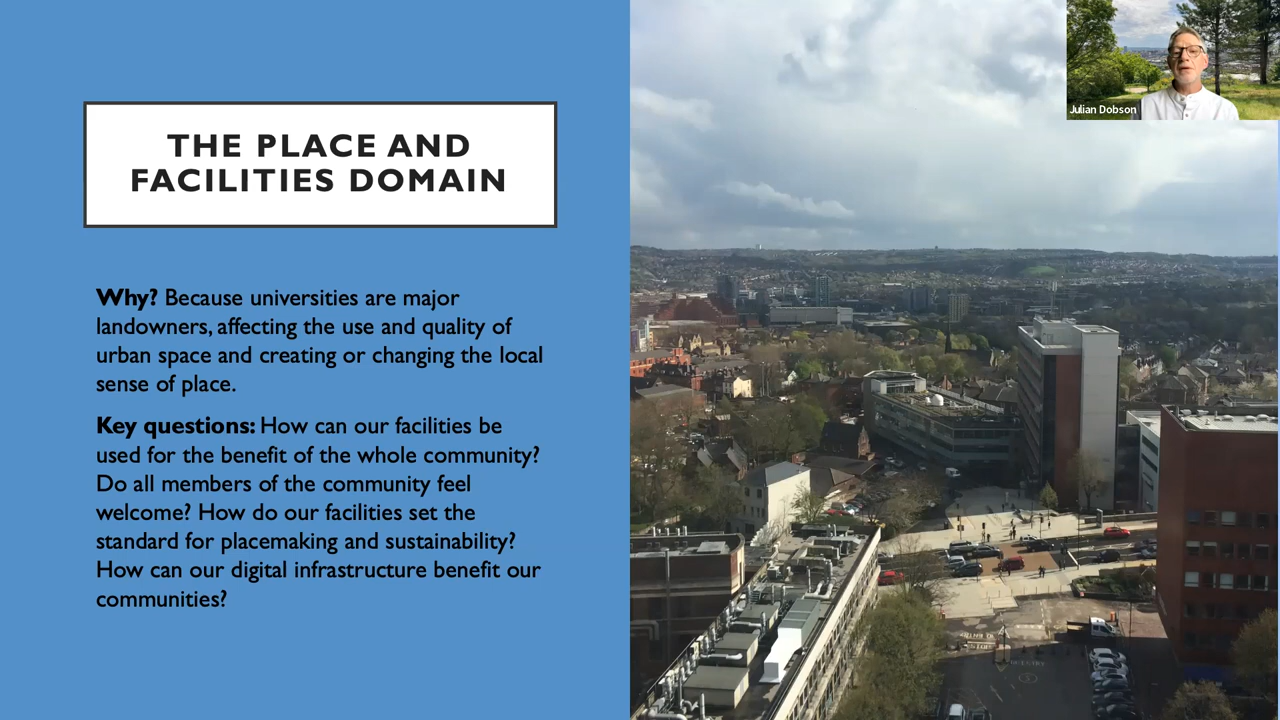 THE PLACE AND
FACILITIES DOMAIN
Why? Because universities are major
landowners, affecting the use and quality of
urban space and creating or changing the local
sense of place.
Key questions: How can our facilities be
used for the benefit of the whole community?
Do all members of the community feel
welcome? How do our facilities set the
standard for placemaking and sustainability?
How can our digital infrastructure benefit our
communities?
Julian Dobson